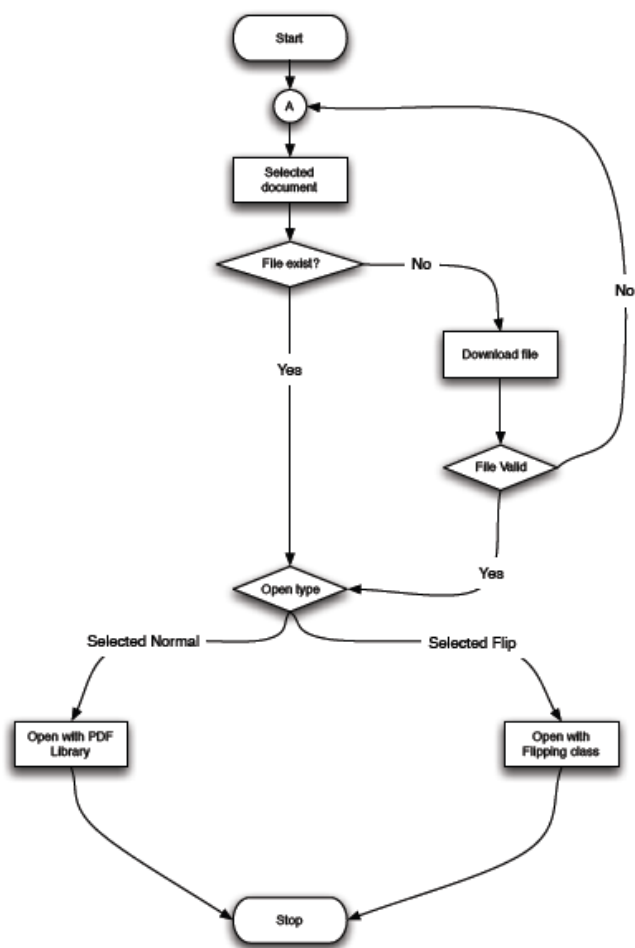 Start
A
Selected
document
File exist?
No
No
Download file
Yes
File Valid
Yes
Open type
Selected Normal
Selected Flip
Open with PDF
Library
Open with
Flipping class
Stop